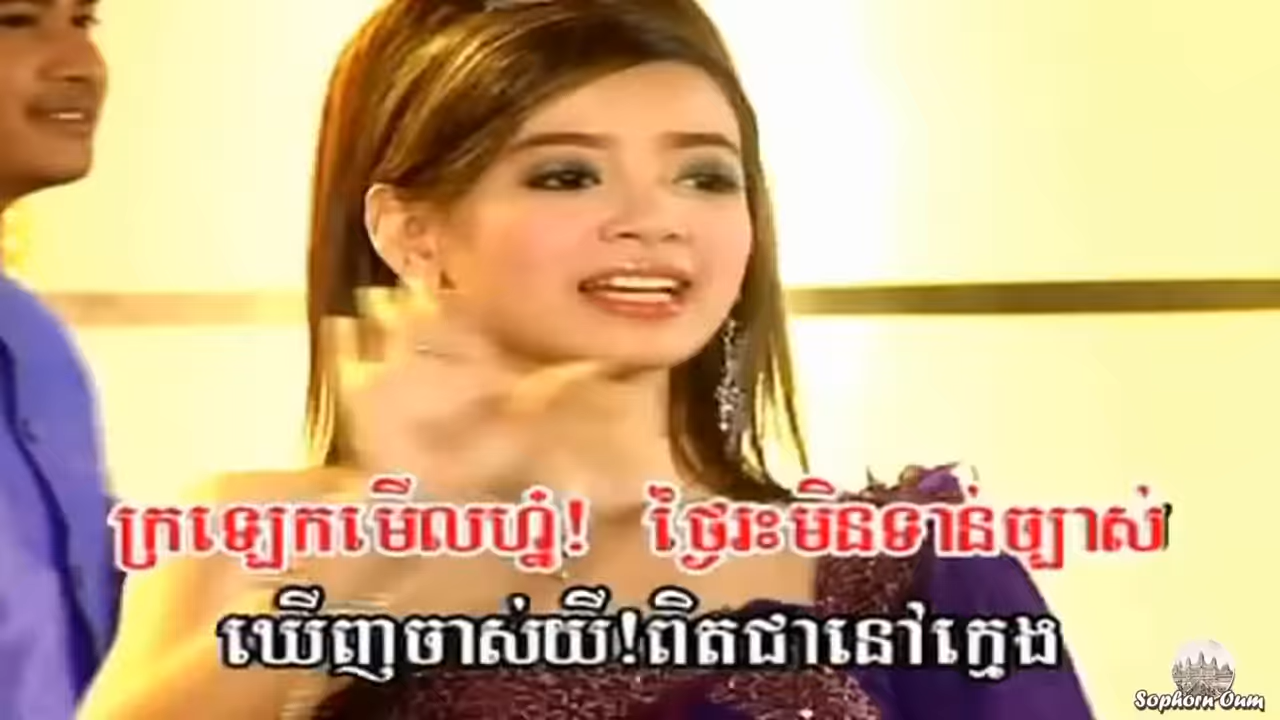 ក្រឡេកមើលហ្ន៎! ថ្ងៃរះមិនទាន់ច្បាស់
ឃើញចាស់យី!ពិតជានៅក្មេង
Sophorn Oum